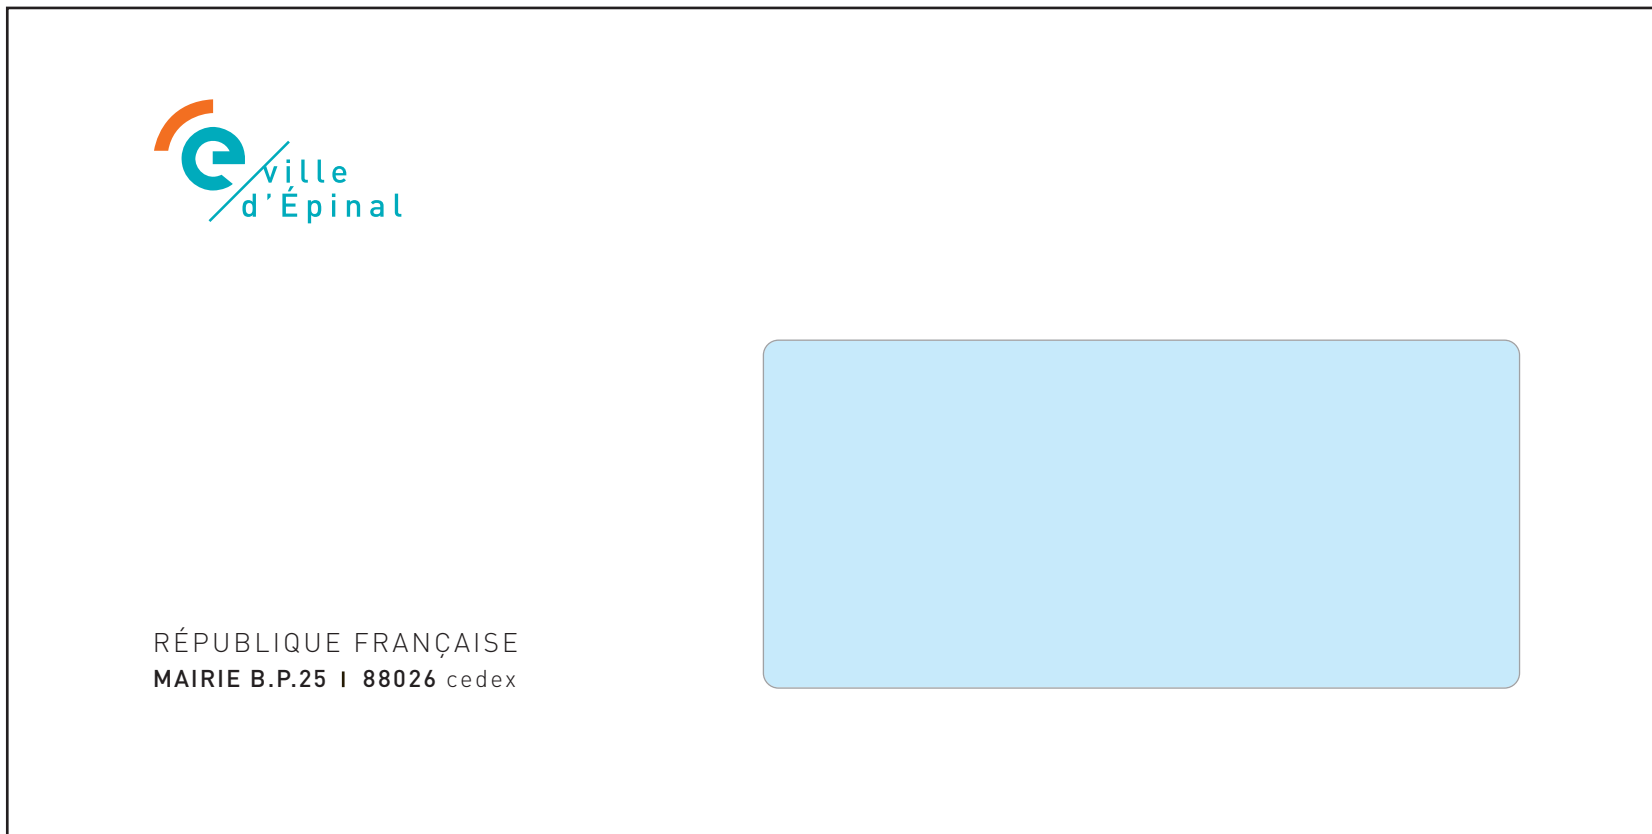 e
ville
d'Épinal
RÉPUBLIQUE FRANÇAISE
MAIRIE B.P.25 I 88026 cedex